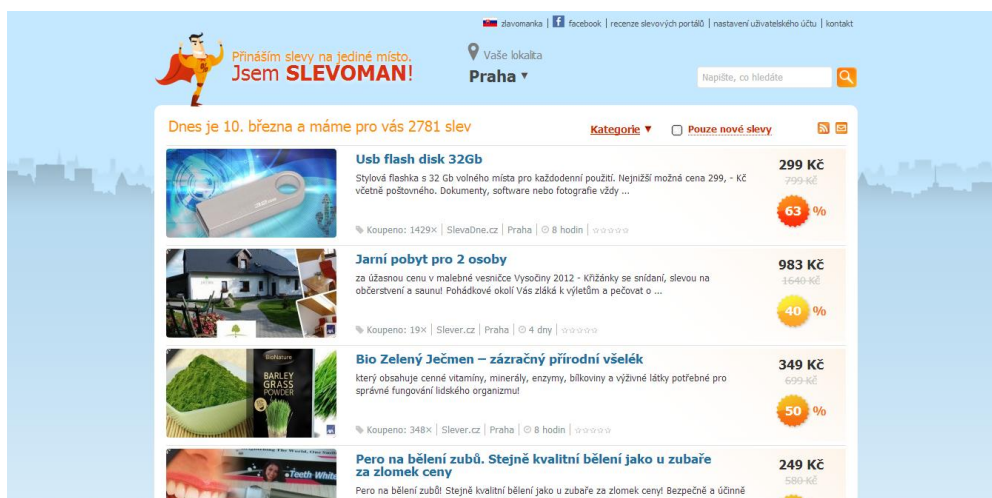 zlavomanka | facebook | recenze slevových portálů | nastavení uživatelského účtu | kontakt
Přináším slevy na jediné místo.
Jsem SLEVOMAN!
Vaše lokalita
Praha ▼
Napište, co hledáte
Dnes je 10. března a máme pro vás 2781 slev
Kategorie ▼
Pouze nové slevy
Usb flash disk 32Gb
Stylová flashka s 32 Gb volného místa pro každodenní použití. Nejnižší možná cena 299, - Kč
včetně poštovného. Dokumenty, software nebo fotografie vždy ...
Koupeno: 1429× | SlevaDne.cz | Praha | 8 hodin | ☆☆☆☆☆
299 Kč
799 Kč
63 %
Jarní pobyt pro 2 osoby
za úžasnou cenu v malebné vesničce Vysočiny 2012 - Křižánky se snídaní, slevou na
občerstvení a saunu! Pohádkové okolí Vás zláká k výletům a pečovat o ...
Koupeno: 19× | Slever.cz | Praha | 4 dny | ☆☆☆☆☆
983 Kč
1640 Kč
40 %
BioNature
BARLEY
GRASS
POWDER
Bio Zelený Ječmen – zázračný přírodní všelék
který obsahuje cenné vitamíny, minerály, enzymy, bílkoviny a výživné látky potřebné pro
správné fungování lidského organizmu!
Koupeno: 348× | Slever.cz | Praha | 8 hodin | ☆☆☆☆☆
349 Kč
699 Kč
50 %
Teeth White
Pero na bělení zubů. Stejně kvalitní bělení jako u zubaře
za zlomek ceny
Pero na bělení zubů! Stejně kvalitní bělení jako u zubaře za zlomek ceny! Bezpečně a účinně
249 Kč
580 Kč